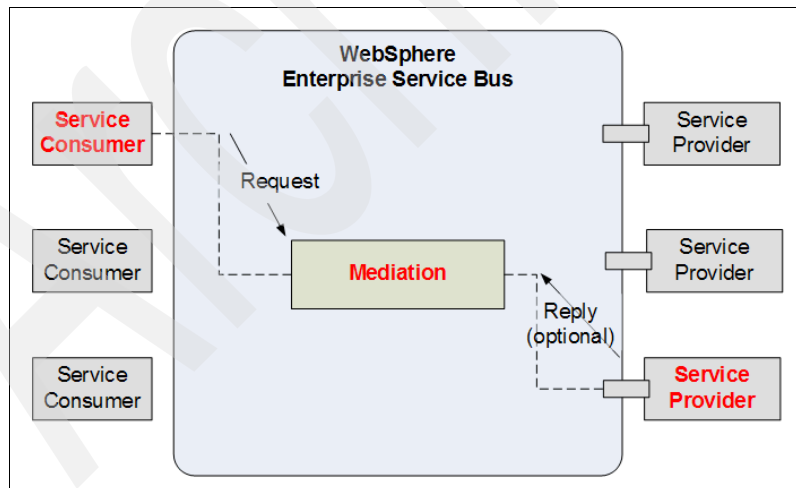 WebSphere
Enterprise Service Bus
Service
Consumer
Service
Provider
Request
Service
Consumer
Mediation
Service
Provider
Reply
(optional)
Service
Consumer
Service
Provider